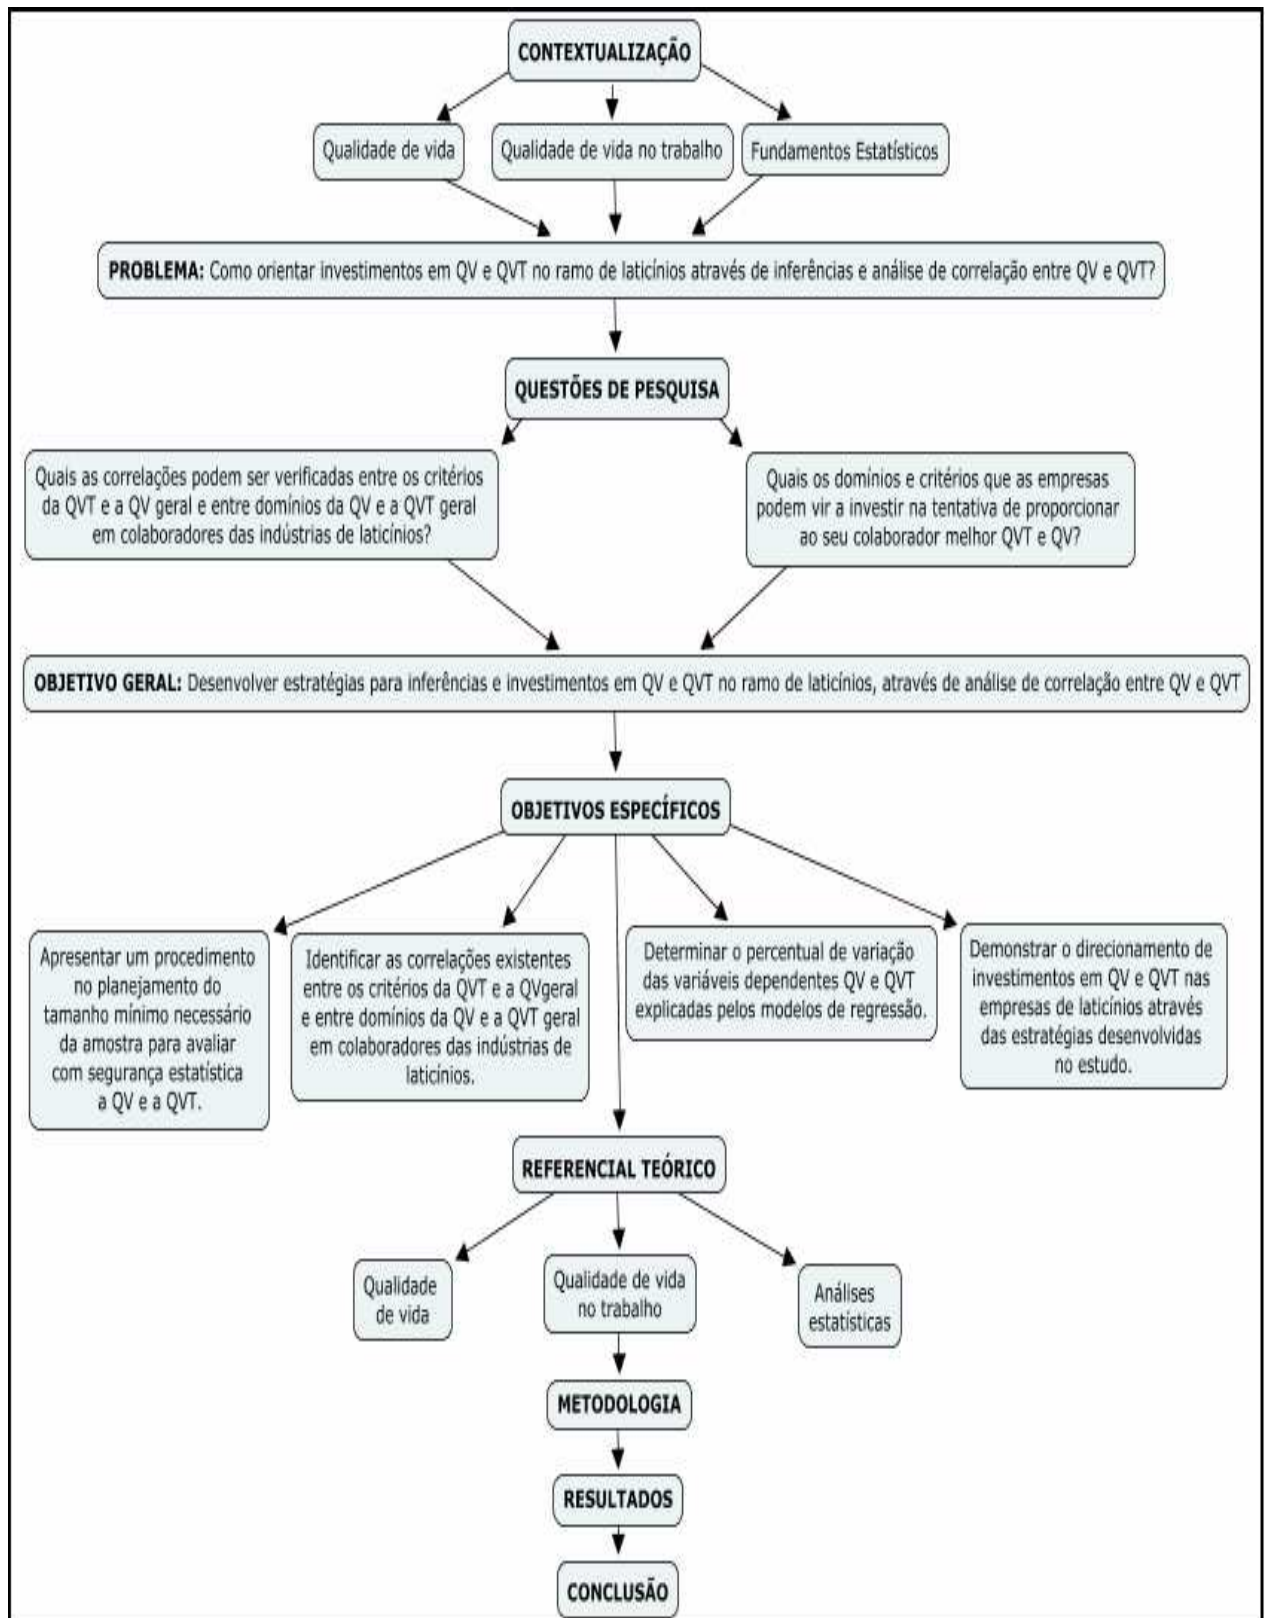 CONTEXTUALIZAÇÃO
Qualidade de vida
Qualidade de vida no trabalho
Fundamentos Estatísticos
PROBLEMA: Como orientar investimentos em QV e QVT no ramo de laticínios através de inferências e análise de correlação entre QV e QVT?
QUESTÕES DE PESQUISA
Quais as correlações podem ser verificadas entre os critérios
da QVT e a QV geral e entre domínios da QV e a QVT geral
em colaboradores das indústrias de laticínios?
Quais os domínios e critérios que as empresas
podem vir a investir na tentativa de proporcionar
ao seu colaborador melhor QVT e QV?
OBJETIVO GERAL: Desenvolver estratégias para inferências e investimentos em QV e QVT no ramo de laticínios, através de análise de correlação entre QV e QVT
OBJETIVOS ESPECÍFICOS
Apresentar um procedimento
no planejamento do
tamanho mínimo necessário
da amostra para avaliar
com segurança estatística
a QV e a QVT.
Identificar as correlações existentes
entre os critérios da QVT e a QVgeral
e entre domínios da QV e a QVT geral
em colaboradores das indústrias de
laticínios.
Determinar o percentual de variação
das variáveis dependentes QV e QVT
explicadas pelos modelos de regressão.
Demonstrar o direcionamento de
investimentos em QV e QVT nas
empresas de laticínios através
das estratégias desenvolvidas
no estudo.
REFERENCIAL TEÓRICO
Qualidade
de vida
Qualidade de vida
no trabalho
Análises
estatísticas
METODOLOGIA
RESULTADOS
CONCLUSÃO